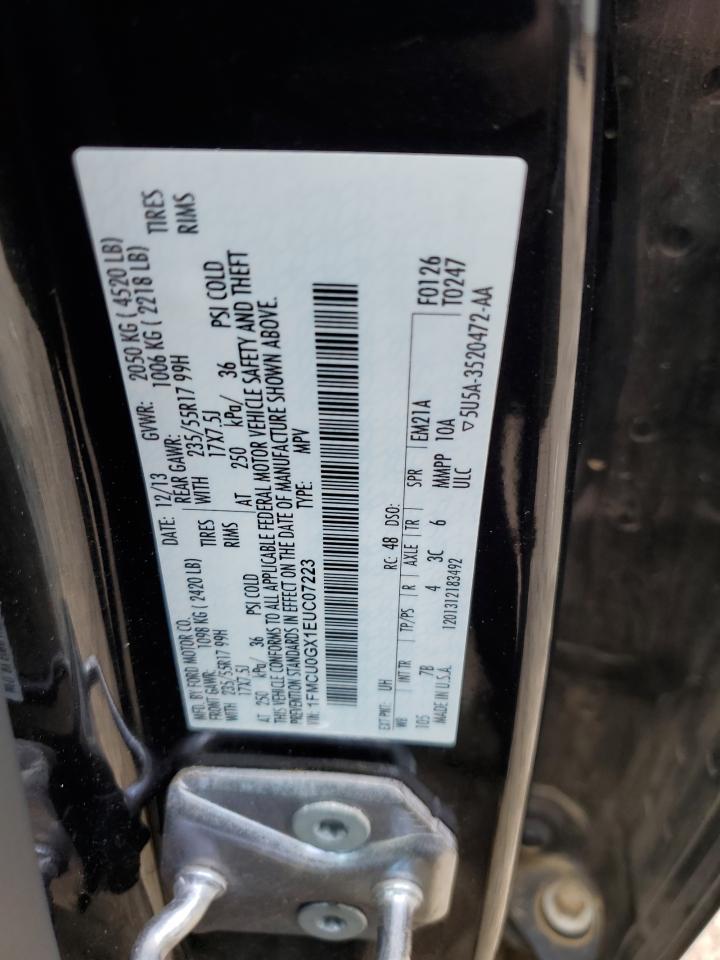 MFD. BY FORD MOTOR CO. DATE: 12/13 GVWR: 2050 KG ( 4520 LB)
FRONT GAWR: 1098 KG ( 2420 LB) REAR GAWR: 1006 KG ( 2218 LB)
WITH 235/55R17 99H TIRES WITH 235/55R17 99H TIRES
17X7.5J RIMS 17X7.5J RIMS
AT 250 kPa/ 36 PSI COLD AT 250 kPa/ 36 PSI COLD
THIS VEHICLE CONFORMS TO ALL APPLICABLE FEDERAL MOTOR VEHICLE SAFETY AND THEFT
PREVENTION STANDARDS IN EFFECT ON THE DATE OF MANUFACTURE SHOWN ABOVE.
VIN: 1FMCU0GX1EUC07223 TYPE: MPV
EXT PNT: UH RC: 48 DSO: F0126
WB INT TR TP/PS R AXLE TR SPR EM21A T0247
105 7B 4 3C 6 MMPP 10A
MADE IN U.S.A. ULC ▽5U5A-3520472-AA
1201312183492